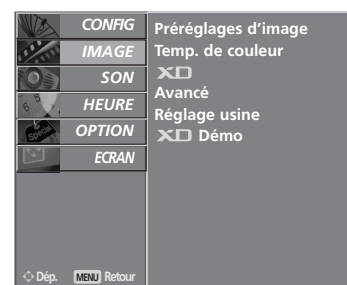 CONFIG
IMAGE
SON
HEURE
OPTION
ECRAN
Préréglages d’image
Temp. de couleur
XD
Avancé
Réglage usine
XD Démo
Dép. MENU Retour